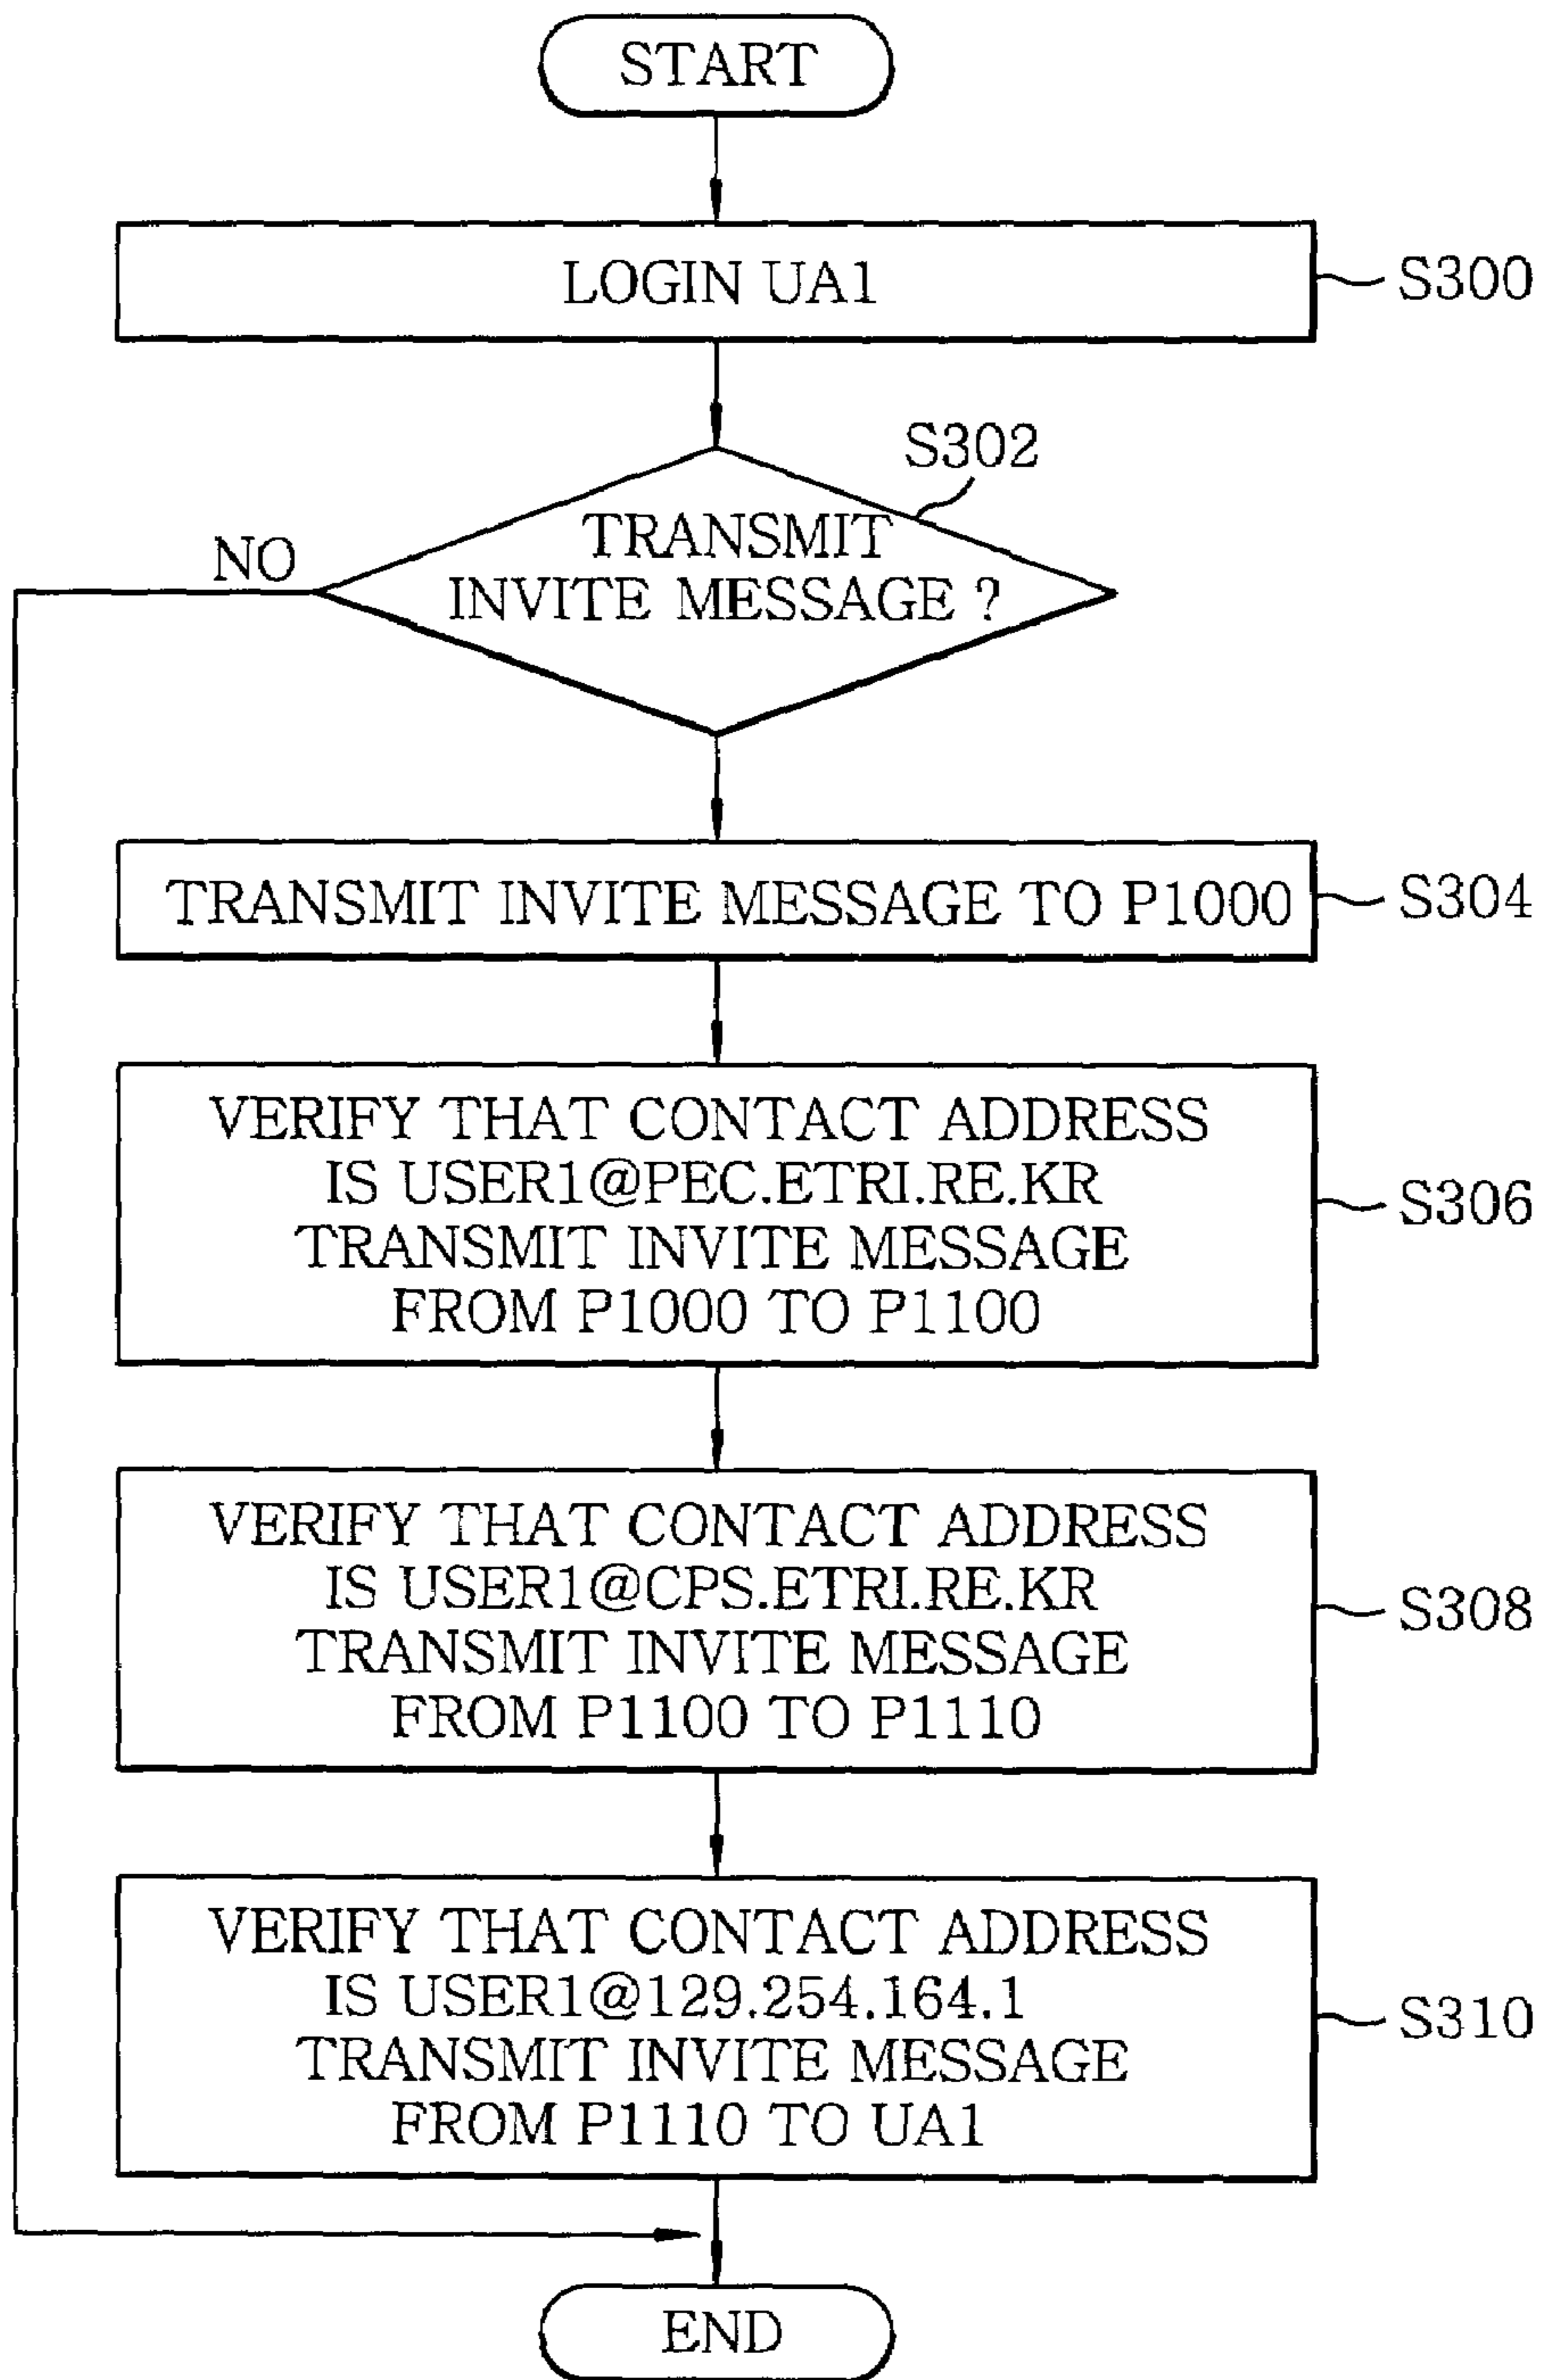 START
LOGIN UA1
S300
S302
TRANSMIT
INVITE MESSAGE ?
NO
TRANSMIT INVITE MESSAGE TO P1000
S304
VERIFY THAT CONTACT ADDRESS
IS USER1@PEC.ETRI.RE.KR
TRANSMIT INVITE MESSAGE
FROM P1000 TO P1100
S306
VERIFY THAT CONTACT ADDRESS
IS USER1@CPS.ETRI.RE.KR
TRANSMIT INVITE MESSAGE
FROM P1100 TO P1110
S308
VERIFY THAT CONTACT ADDRESS
IS USER1@129.254.164.1
TRANSMIT INVITE MESSAGE
FROM P1110 TO UA1
S310
END